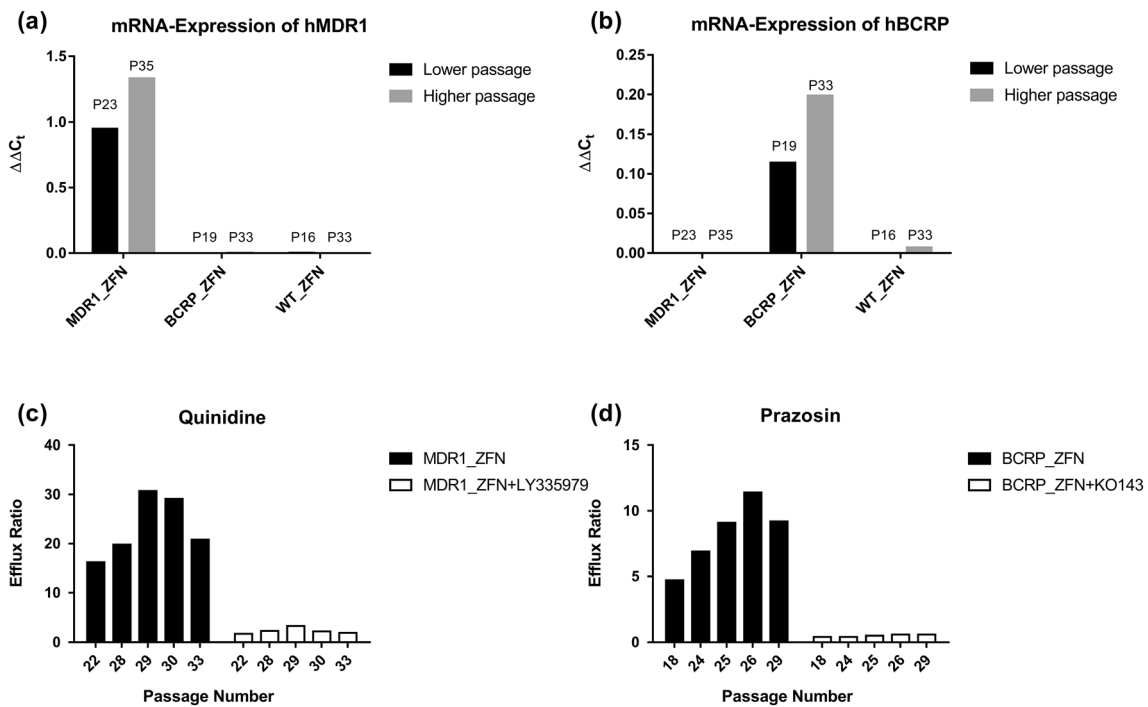 (a)
mRNA-Expression of hMDR1
ΔΔCt
1.5
1.0
0.5
0.0
P23
P35
P19
P33
P16
P33
MDR1_ZFN
BCRP_ZFN
WT_ZFN
Lower passage
Higher passage
(b)
mRNA-Expression of hBCRP
ΔΔCt
0.25
0.20
0.15
0.10
0.05
0.00
P23
P35
P19
P33
P16
P33
MDR1_ZFN
BCRP_ZFN
WT_ZFN
Lower passage
Higher passage
(c)
Quinidine
Efflux Ratio
40
30
20
10
0
22
28
29
30
33
22
28
29
30
33
Passage Number
MDR1_ZFN
MDR1_ZFN+LY335979
(d)
Prazosin
Efflux Ratio
15
10
5
0
18
24
25
26
29
18
24
25
26
29
Passage Number
BCRP_ZFN
BCRP_ZFN+KO143